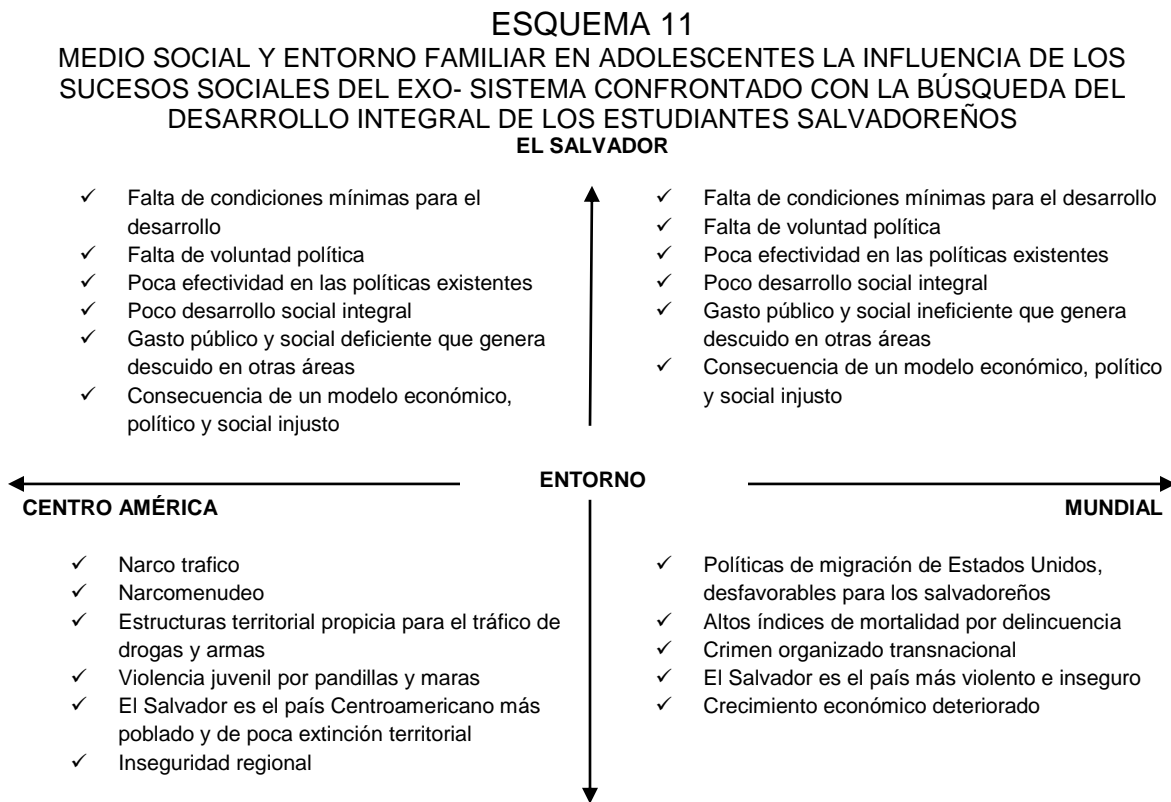 ESQUEMA 11
MEDIO SOCIAL Y ENTORNO FAMILIAR EN ADOLESCENTES LA INFLUENCIA DE LOS
SUCESOS SOCIALES DEL EXO- SISTEMA CONFRONTADO CON LA BÚSQUEDA DEL
DESARROLLO INTEGRAL DE LOS ESTUDIANTES SALVADOREÑOS
EL SALVADOR
✓ Falta de condiciones mínimas para el
desarrollo
✓ Falta de voluntad política
✓ Poca efectividad en las políticas existentes
✓ Poco desarrollo social integral
✓ Gasto público y social deficiente que genera
descuido en otras áreas
✓ Consecuencia de un modelo económico,
político y social injusto
✓ Falta de condiciones mínimas para el desarrollo
✓ Falta de voluntad política
✓ Poca efectividad en las políticas existentes
✓ Poco desarrollo social integral
✓ Gasto público y social ineficiente que genera
descuido en otras áreas
✓ Consecuencia de un modelo económico, político
y social injusto
ENTORNO
CENTRO AMÉRICA
MUNDIAL
✓ Narco trafico
✓ Narcomenudeo
✓ Estructuras territorial propicia para el tráfico de
drogas y armas
✓ Violencia juvenil por pandillas y maras
✓ El Salvador es el país Centroamericano más
poblado y de poca extinción territorial
✓ Inseguridad regional
✓ Políticas de migración de Estados Unidos,
desfavorables para los salvadoreños
✓ Altos índices de mortalidad por delincuencia
✓ Crimen organizado transnacional
✓ El Salvador es el país más violento e inseguro
✓ Crecimiento económico deteriorado